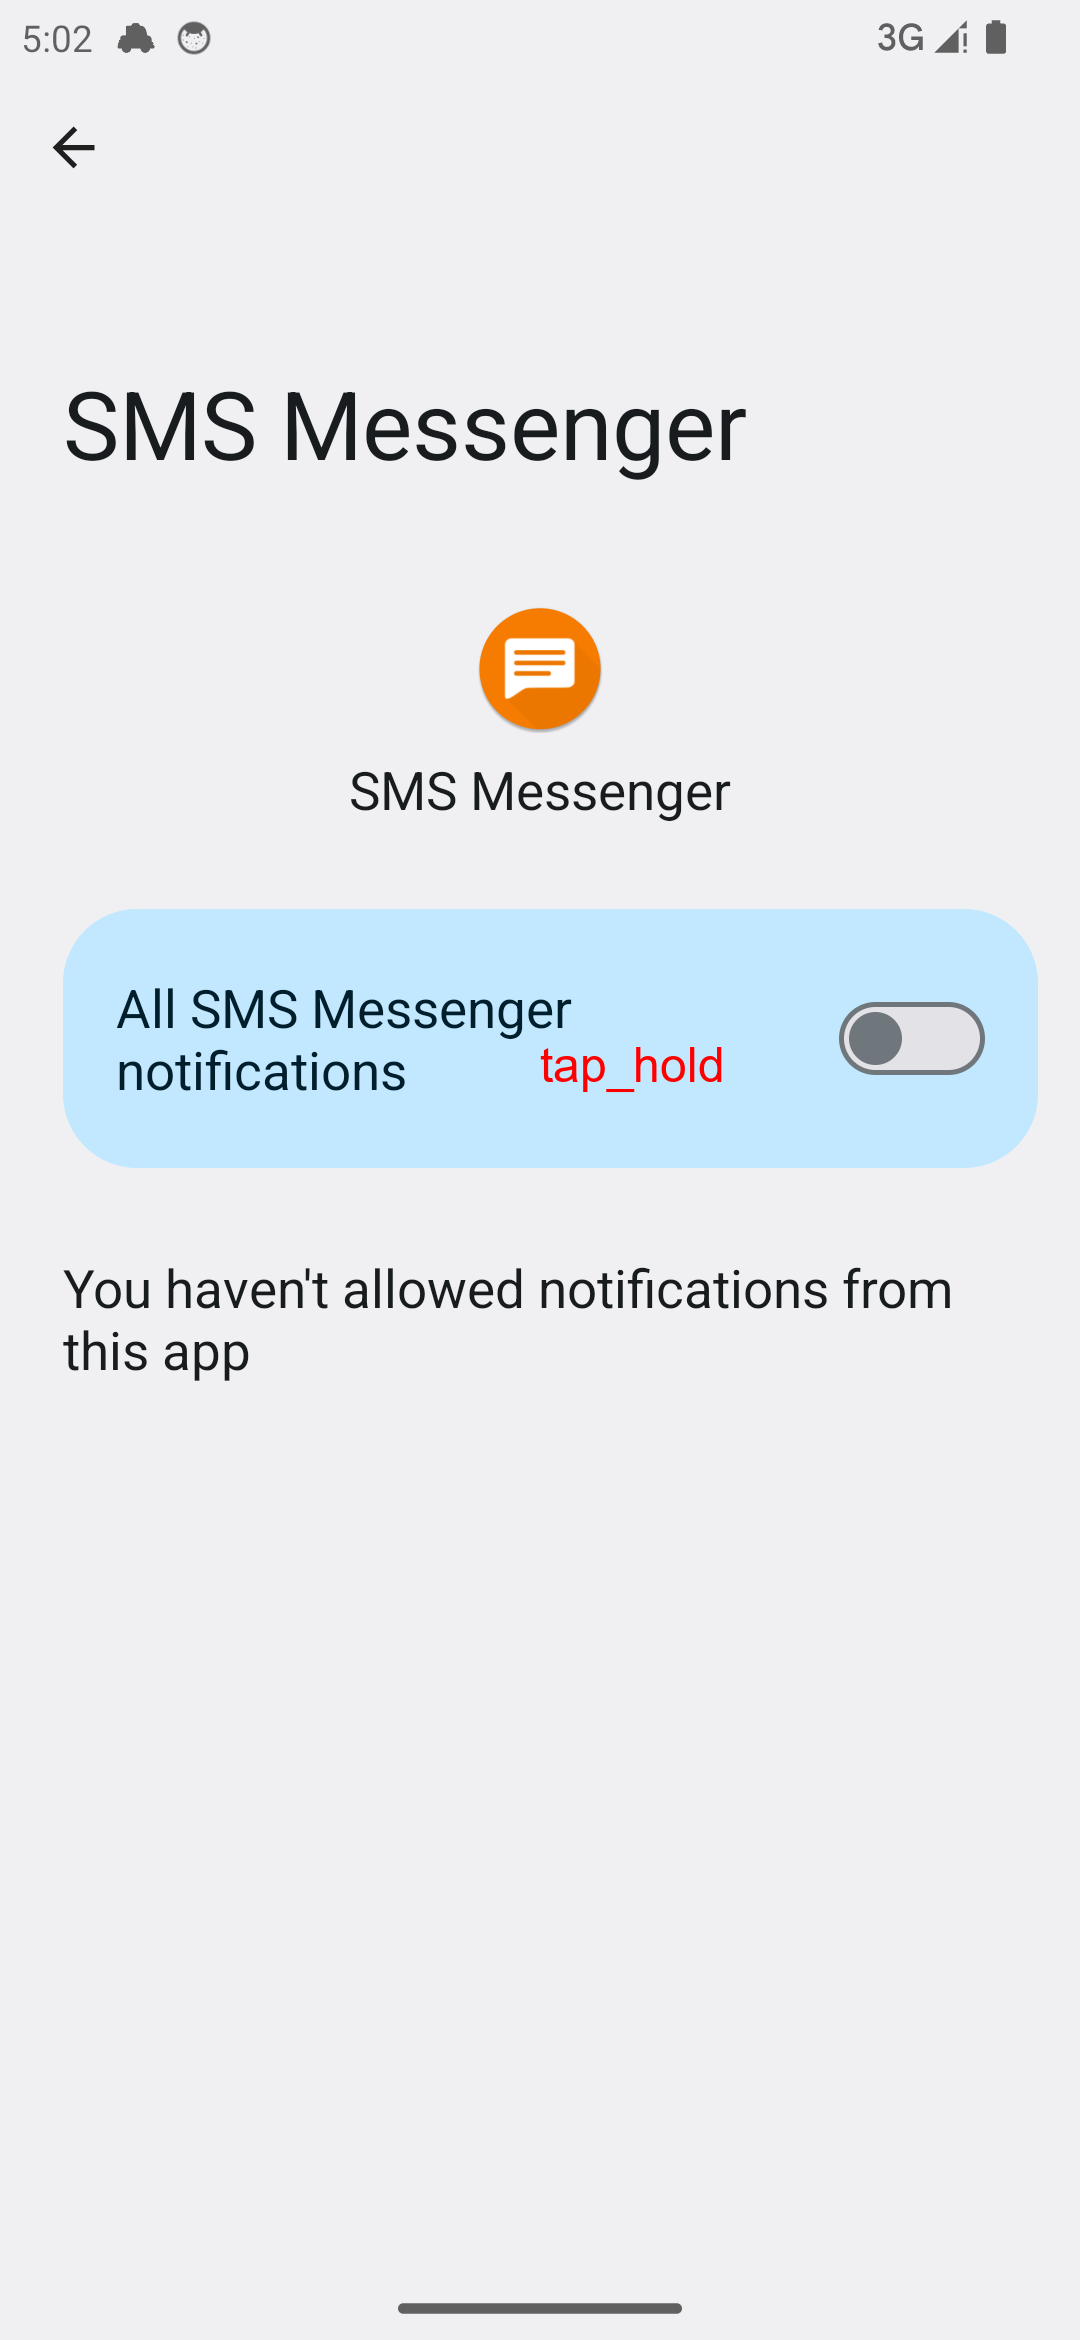 5:02
3G
SMS Messenger
SMS Messenger
All SMS Messenger
notifications
tap_hold
You haven't allowed notifications from
this app